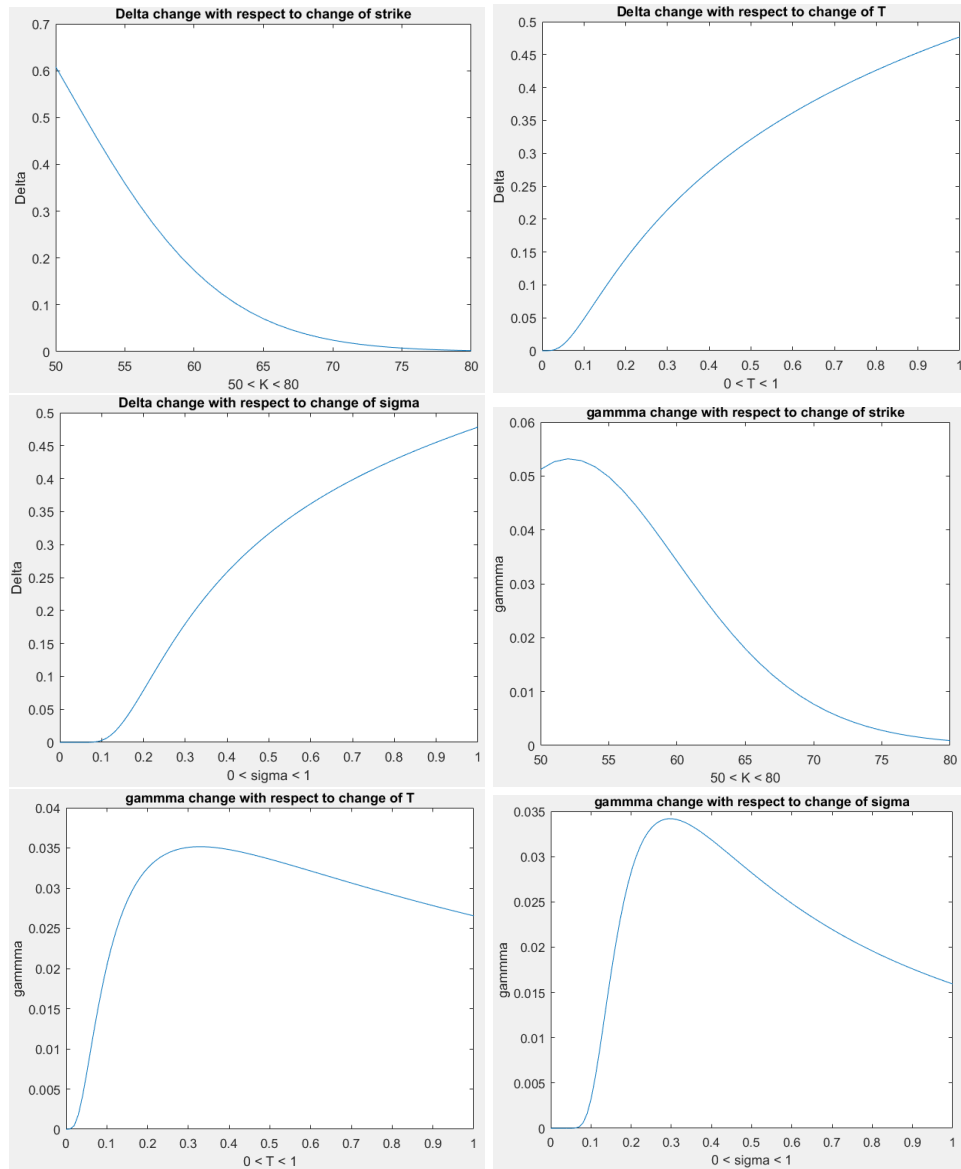 Delta change with respect to change of strike
0.7
0.6
0.5
0.4
0.3
0.2
0.1
0
Delta
50 55 60 65 70 75 80
50 < K < 80
Delta change with respect to change of T
0.5
0.45
0.4
0.35
0.3
0.25
0.2
0.15
0.1
0.05
0
Delta
0 0.1 0.2 0.3 0.4 0.5 0.6 0.7 0.8 0.9 1
0 < T < 1
Delta change with respect to change of sigma
0.5
0.45
0.4
0.35
0.3
0.25
0.2
0.15
0.1
0.05
0
Delta
0 0.1 0.2 0.3 0.4 0.5 0.6 0.7 0.8 0.9 1
0 < sigma < 1
gammma change with respect to change of strike
0.06
0.05
0.04
0.03
0.02
0.01
0
gammma
50 55 60 65 70 75 80
50 < K < 80
gammma change with respect to change of T
0.04
0.035
0.03
0.025
0.02
0.015
0.01
0.005
0
gammma
0 0.1 0.2 0.3 0.4 0.5 0.6 0.7 0.8 0.9 1
0 < T < 1
gammma change with respect to change of sigma
0.035
0.03
0.025
0.02
0.015
0.01
0.005
0
gammma
0 0.1 0.2 0.3 0.4 0.5 0.6 0.7 0.8 0.9 1
0 < sigma < 1